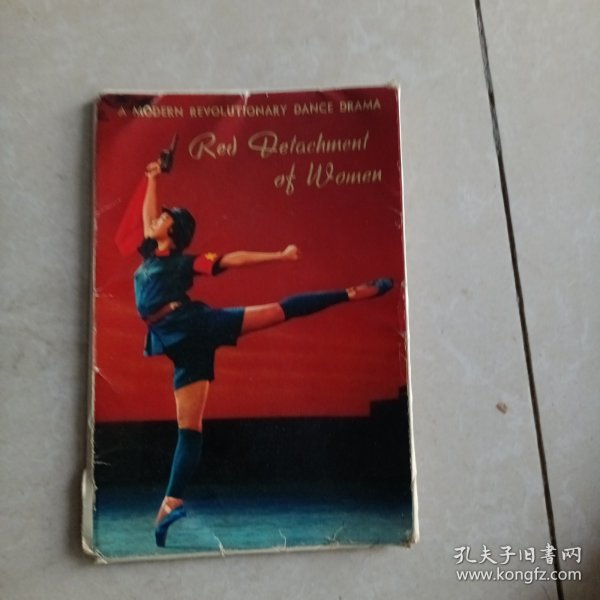 A MODERN REVOLUTIONARY DANCE DRAMA
Red Detachment
of Women
孔夫子旧书网
www.kongfz.com